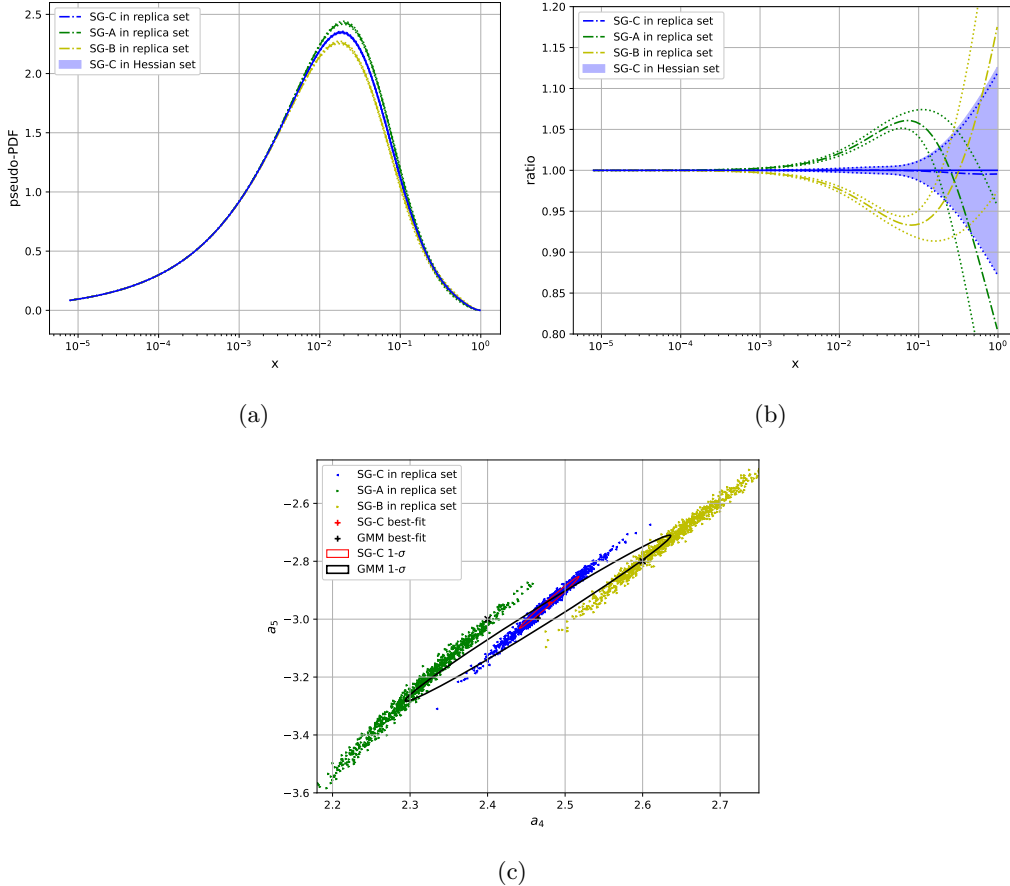 2.5
2.0
1.5
1.0
0.5
0.0
pseudo-PDF
SG-C in replica set
SG-A in replica set
SG-B in replica set
SG-C in Hessian set
10⁻⁵ 10⁻⁴ 10⁻³ 10⁻² 10⁻¹ 10⁰
x
(a)
1.20
1.15
1.10
1.05
1.00
0.95
0.90
0.85
0.80
ratio
SG-C in replica set
SG-A in replica set
SG-B in replica set
SG-C in Hessian set
10⁻⁵ 10⁻⁴ 10⁻³ 10⁻² 10⁻¹ 10⁰
x
(b)
−2.6
−2.8
−3.0
−3.2
−3.4
−3.6
a₅
SG-C in replica set
SG-A in replica set
SG-B in replica set
SG-C best-fit
GMM best-fit
SG-C 1-σ
GMM 1-σ
2.2 2.3 2.4 2.5 2.6 2.7
a₄
(c)